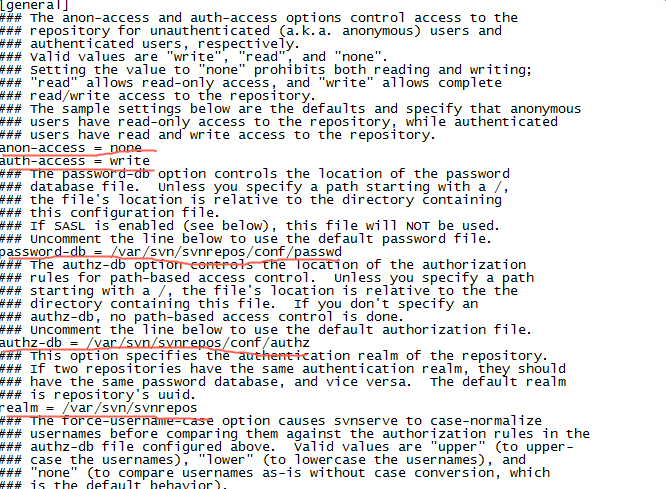 [general]
### The anon-access and auth-access options control access to the
### repository for unauthenticated (a.k.a. anonymous) users and
### authenticated users, respectively.
### Valid values are "write", "read", and "none".
### Setting the value to "none" prohibits both reading and writing;
### "read" allows read-only access, and "write" allows complete
### read/write access to the repository.
### The sample settings below are the defaults and specify that anonymous
### users have read-only access to the repository, while authenticated
### users have read and write access to the repository.
anon-access = none
auth-access = write
### The password-db option controls the location of the password
### database file.  Unless you specify a path starting with a /,
### the file's location is relative to the directory containing
### this configuration file.
### If SASL is enabled (see below), this file will NOT be used.
### Uncomment the line below to use the default password file.
password-db = /var/svn/svnrepos/conf/passwd
### The authz-db option controls the location of the authorization
### rules for path-based access control.  Unless you specify a path
### starting with a /, the file's location is relative to the the
### directory containing this file.  If you don't specify an
### authz-db, no path-based access control is done.
### Uncomment the line below to use the default authorization file.
authz-db = /var/svn/svnrepos/conf/authz
### This option specifies the authentication realm of the repository.
### If two repositories have the same authentication realm, they should
### have the same password database, and vice versa.  The default realm
### is repository's uuid.
realm = /var/svn/svnrepos
### The force-username-case option causes svnserve to case-normalize
### usernames before comparing them against the authorization rules in the
### authz-db file configured above.  Valid values are "upper" (to upper-
### case the usernames), "lower" (to lowercase the usernames), and
### "none" (to compare usernames as-is without case conversion, which
### is the default behavior).